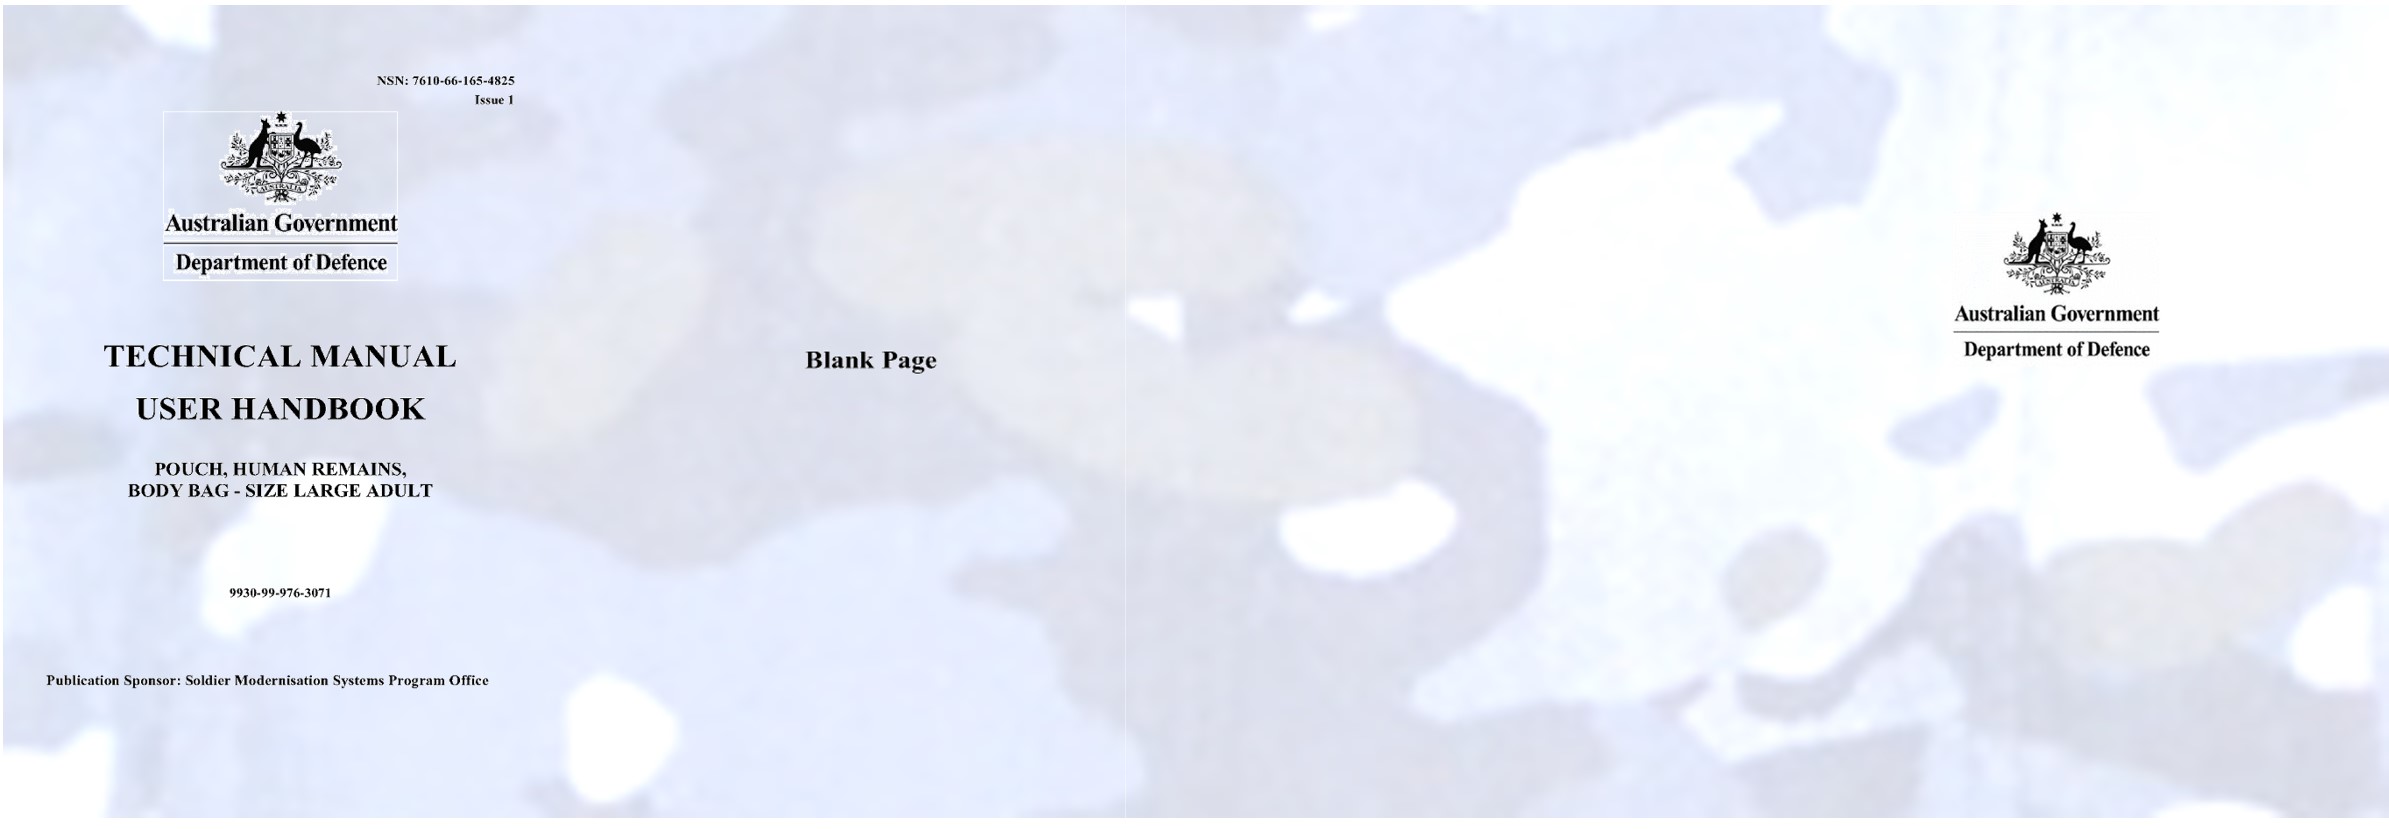 NSN: 7610-66-165-4825
Issue 1
AUSTRALIA
Australian Government
Department of Defence
TECHNICAL MANUAL
USER HANDBOOK
POUCH, HUMAN REMAINS,
BODY BAG - SIZE LARGE ADULT
9930-99-976-3071
Publication Sponsor: Soldier Modernisation Systems Program Office
Blank Page
AUSTRALIA
Australian Government
Department of Defence